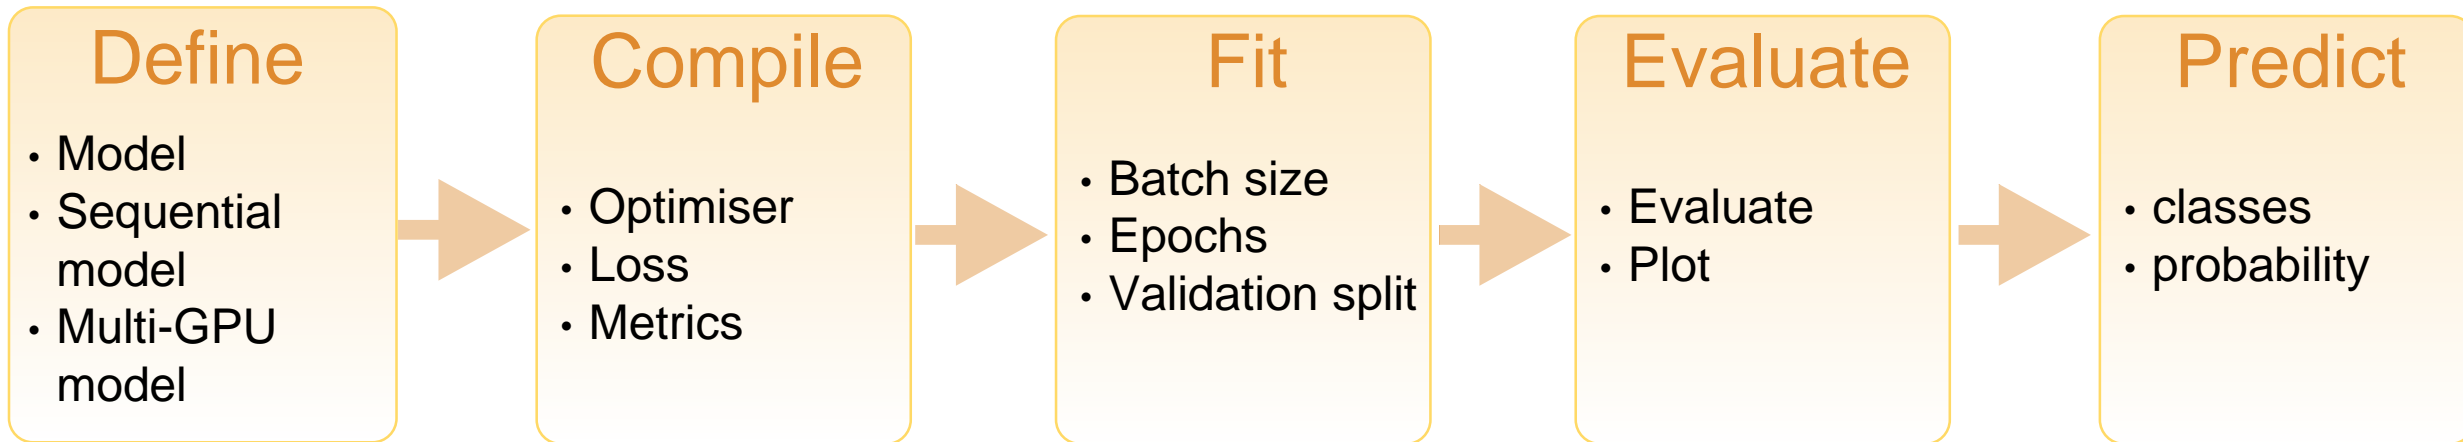 Define
• Model
• Sequential
model
• Multi-GPU
model
Compile
• Optimiser
• Loss
• Metrics
Fit
• Batch size
• Epochs
• Validation split
Evaluate
• Evaluate
• Plot
Predict
• classes
• probability